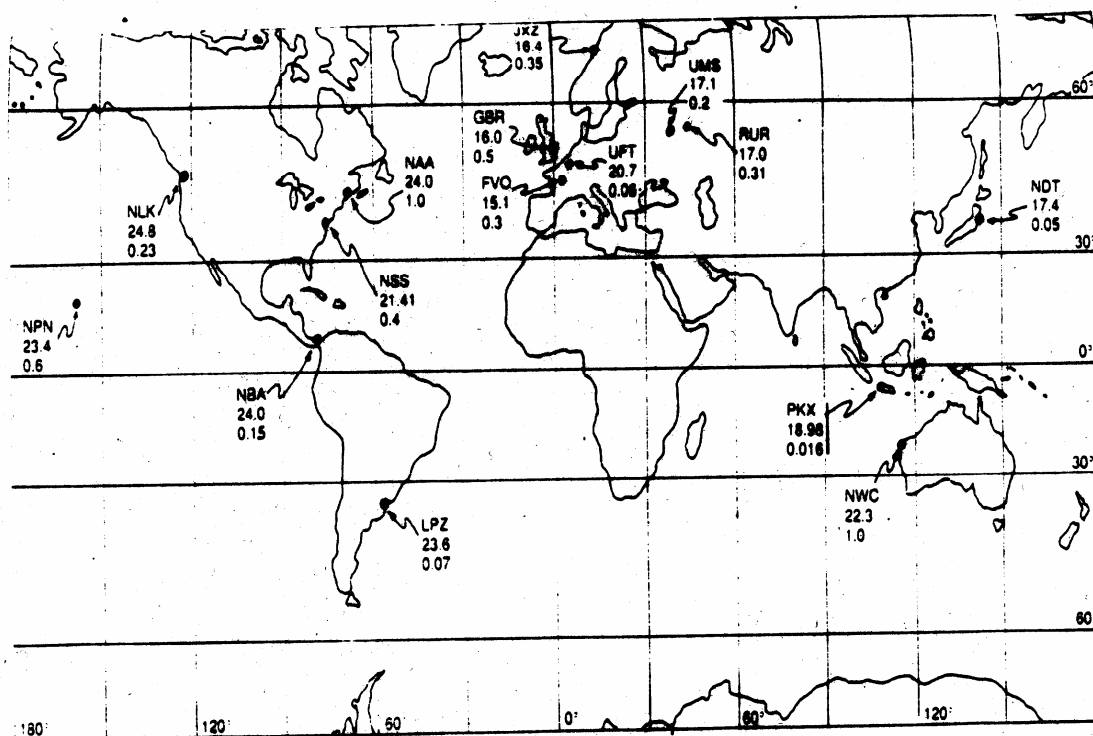 JXZ
16.4
0.35
UMS
17.1
0.2
60°
GBR
16.0
0.5
RUR
17.0
0.31
NAA
24.0
1.0
UFT
20.7
0.06
FVO
15.1
0.3
NDT
17.4
0.05
NLK
24.8
0.23
30°
NSS
21.41
0.4
NPN
23.4
0.6
0°
NBA
24.0
0.15
PKX
18.98
0.016
30°
NWC
22.3
1.0
LPZ
23.6
0.07
60
180°
120°
60°
0°
60°
120°